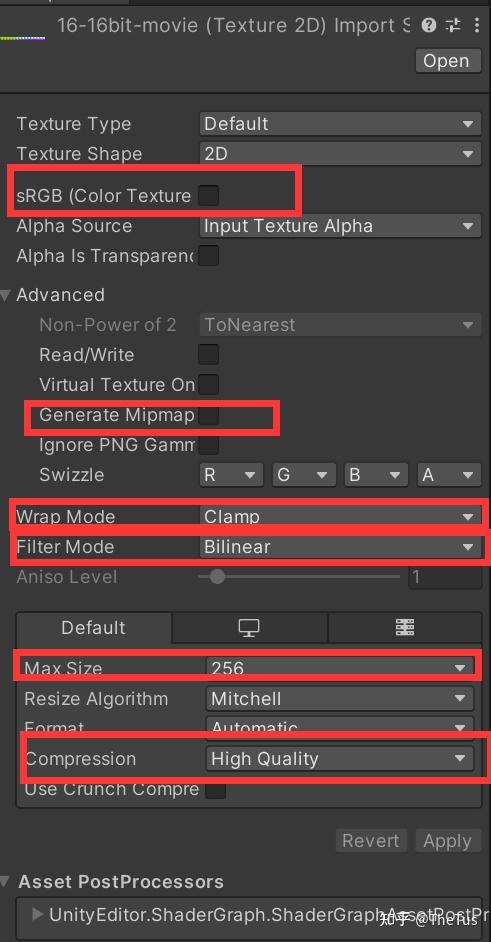 16-16bit-movie (Texture 2D) Import S
Open
Texture Type Default
Texture Shape 2D
sRGB (Color Texture
Alpha Source Input Texture Alpha
Alpha Is Transparenc
Advanced
Non-Power of 2 ToNearest
Read/Write
Virtual Texture On
Generate Mipmap
Ignore PNG Gamm
Swizzle R G B A
Wrap Mode Clamp
Filter Mode Bilinear
Aniso Level 1
Default
Max Size 256
Resize Algorithm Mitchell
Format Automatic
Compression High Quality
Use Crunch Compre
Revert Apply
Asset PostProcessors
UnityEditor.ShaderGraph.ShaderGraphAssetPostPr
知乎 @TheTus